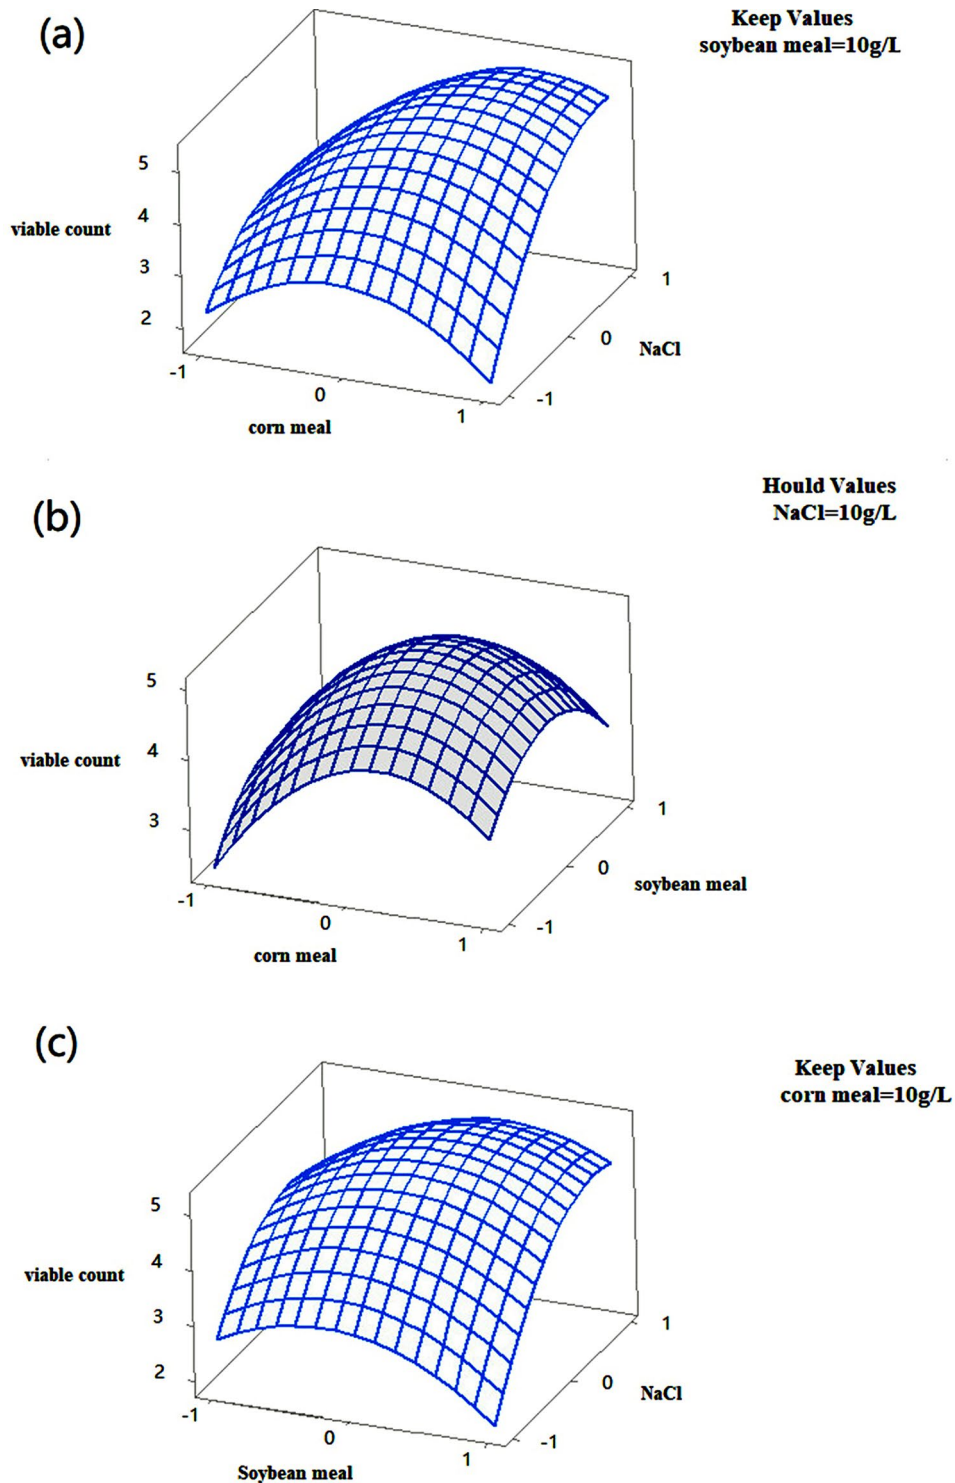 (a)
Keep Values
soybean meal=10g/L
5
4
viable count
3
2
-1
0
1
corn meal
-1
0
1
NaCl
(b)
Hould Values
NaCl=10g/L
5
4
viable count
3
-1
0
1
corn meal
-1
0
1
soybean meal
(c)
Keep Values
corn meal=10g/L
5
4
viable count
3
2
-1
0
1
Soybean meal
-1
0
1
NaCl